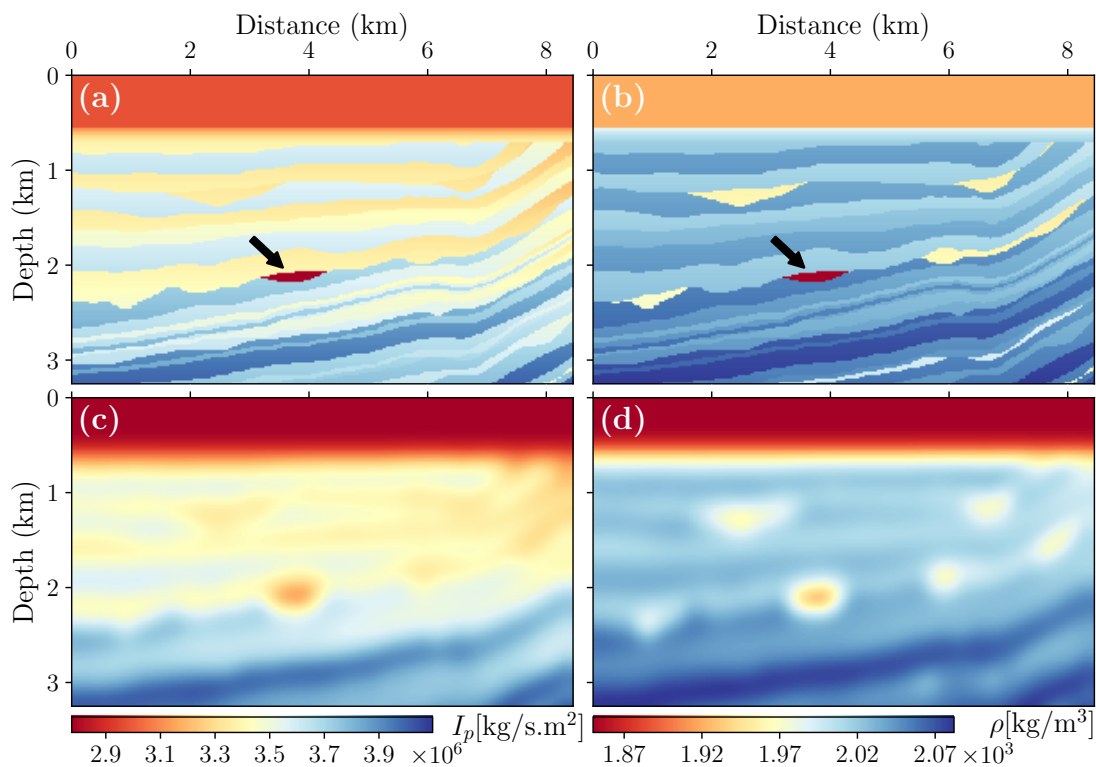 Distance (km) Distance (km)
0 2 4 6 8 0 2 4 6 8
0
(a) (b)
1
Depth (km)
2
3
0
(c) (d)
1
Depth (km)
2
3
I_p[kg/s.m²] ρ[kg/m³]
2.9 3.1 3.3 3.5 3.7 3.9 ×10⁶ 1.87 1.92 1.97 2.02 2.07 ×10³